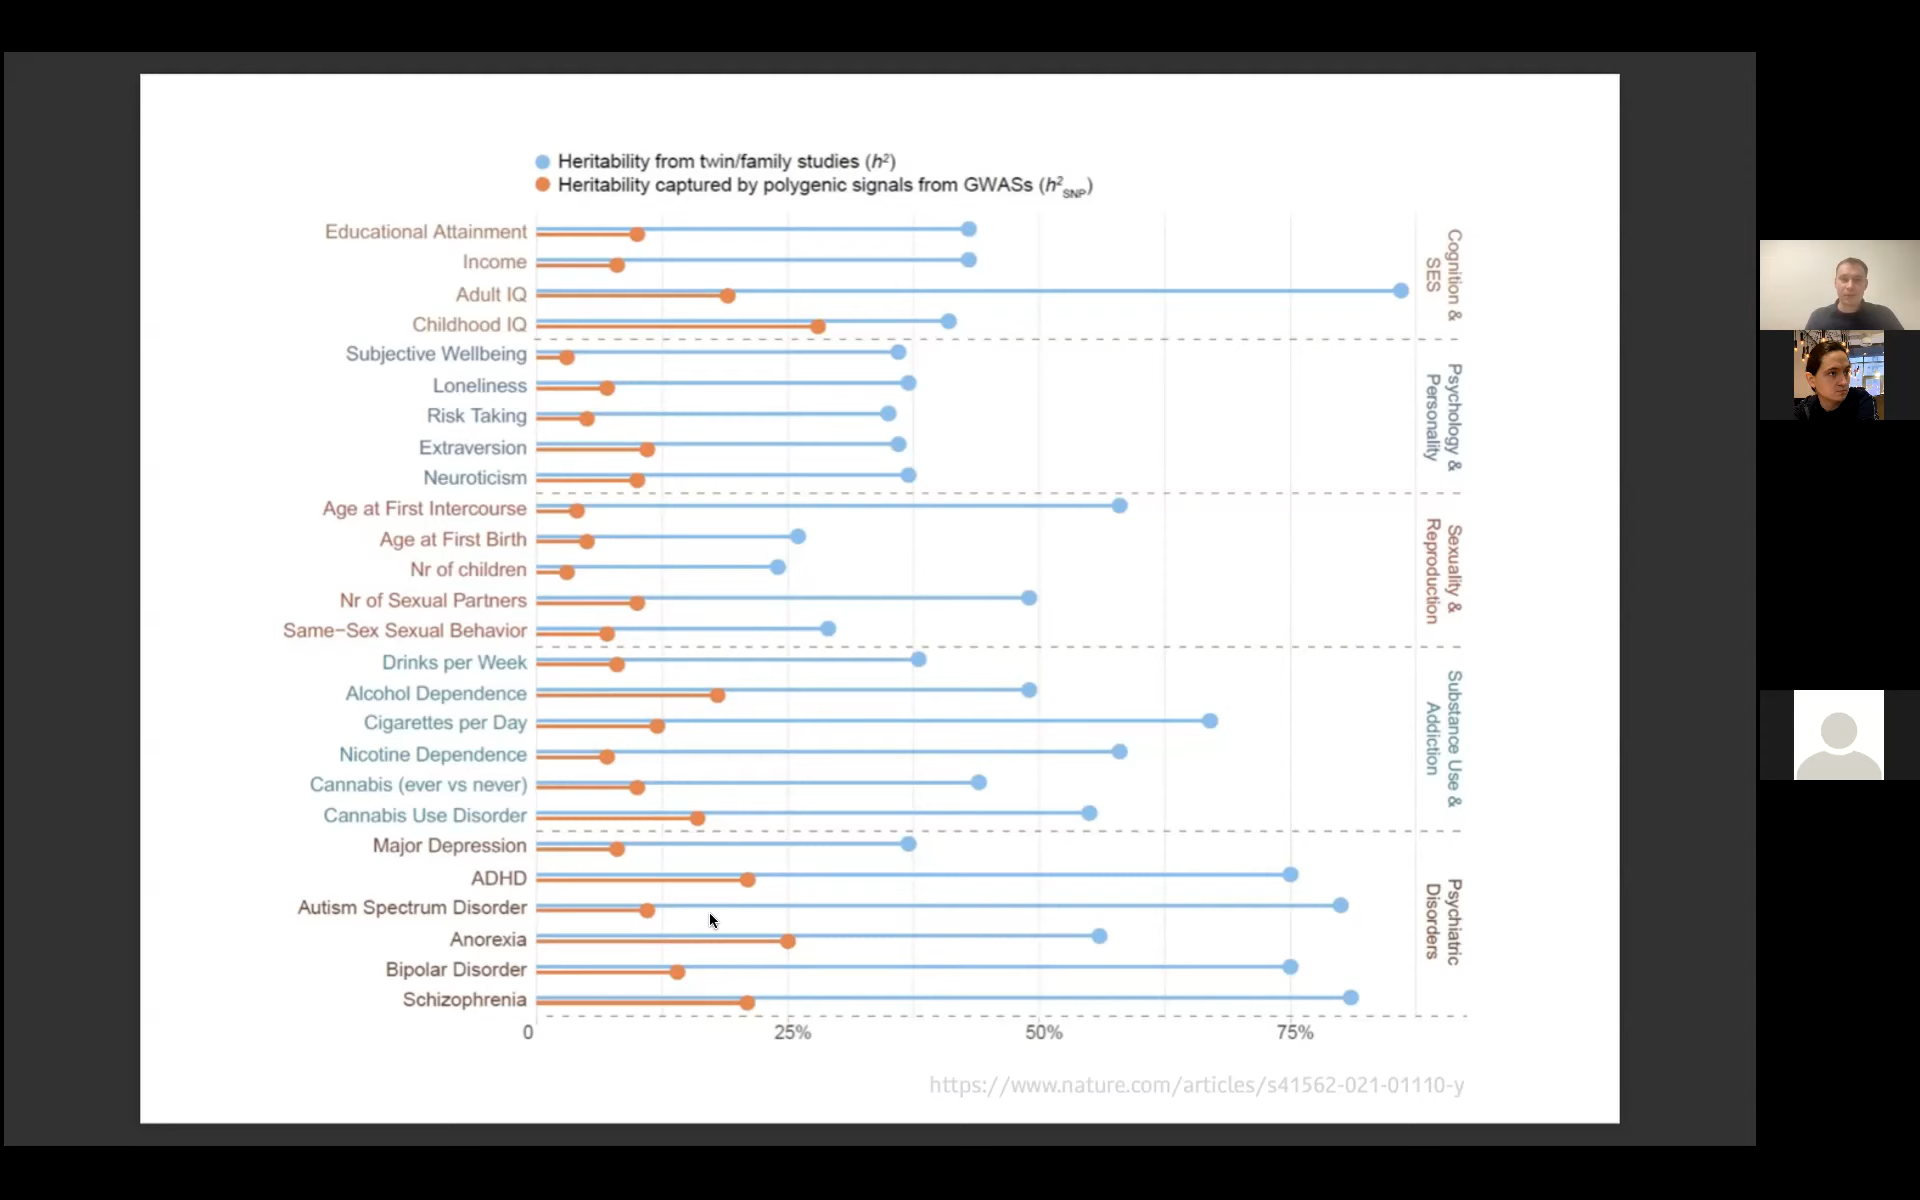 Heritability from twin/family studies (h²)
Heritability captured by polygenic signals from GWASs (h²SNP)
Educational Attainment
Income
Adult IQ
Childhood IQ
Cognition &
SES
Subjective Wellbeing
Loneliness
Risk Taking
Extraversion
Neuroticism
Psychology &
Personality
Age at First Intercourse
Age at First Birth
Nr of children
Nr of Sexual Partners
Same−Sex Sexual Behavior
Sexuality &
Reproduction
Drinks per Week
Alcohol Dependence
Cigarettes per Day
Nicotine Dependence
Cannabis (ever vs never)
Cannabis Use Disorder
Substance Use &
Addiction
Major Depression
ADHD
Autism Spectrum Disorder
Anorexia
Bipolar Disorder
Schizophrenia
Psychiatric
Disorders
0 25% 50% 75%
https://www.nature.com/articles/s41562-021-01110-y